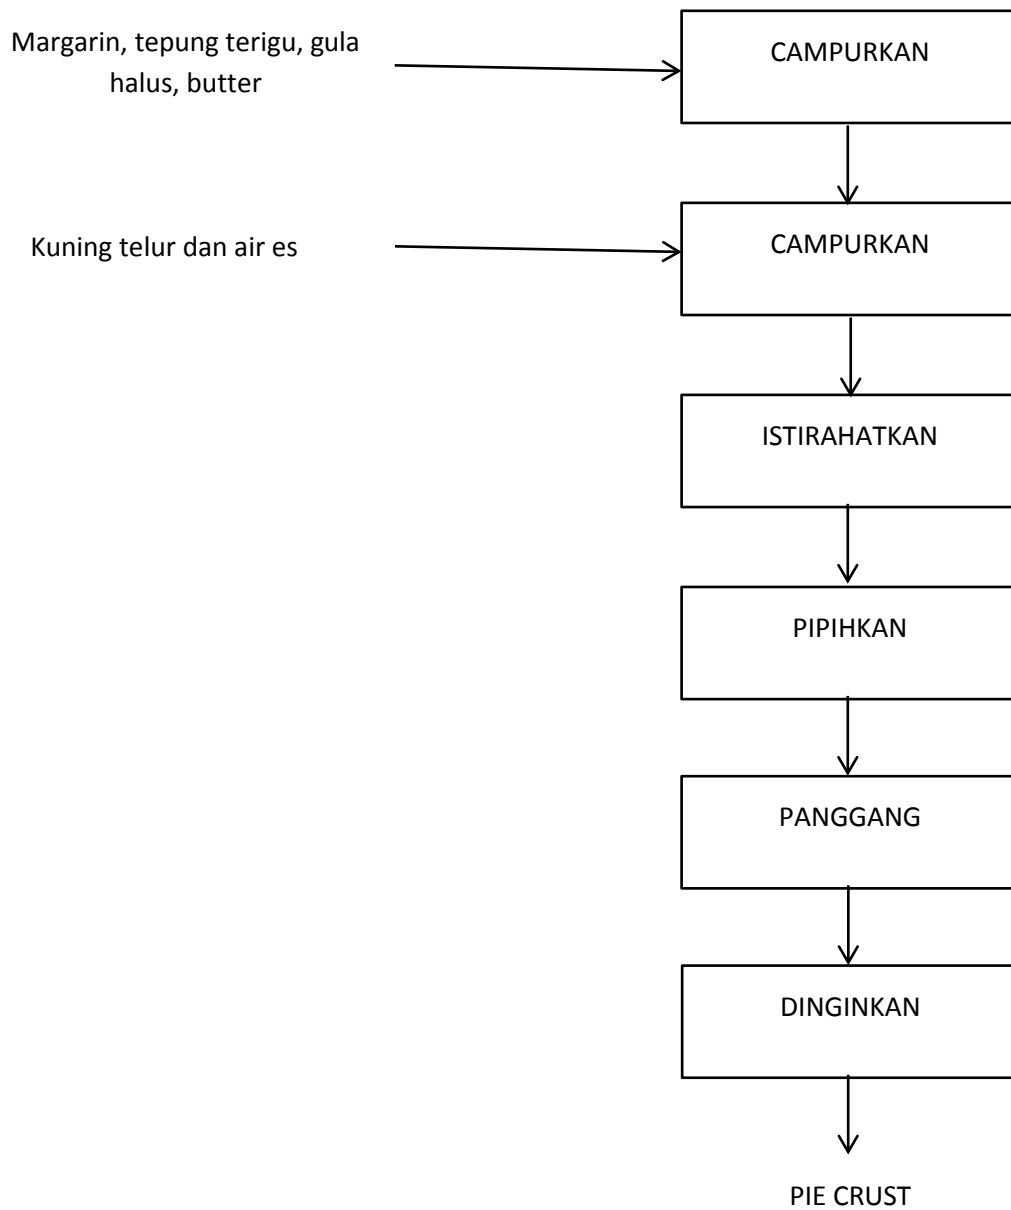 Margarin, tepung terigu, gula
halus, butter
CAMPURKAN
Kuning telur dan air es
CAMPURKAN
ISTIRAHATKAN
PIPIHKAN
PANGGANG
DINGINKAN
PIE CRUST